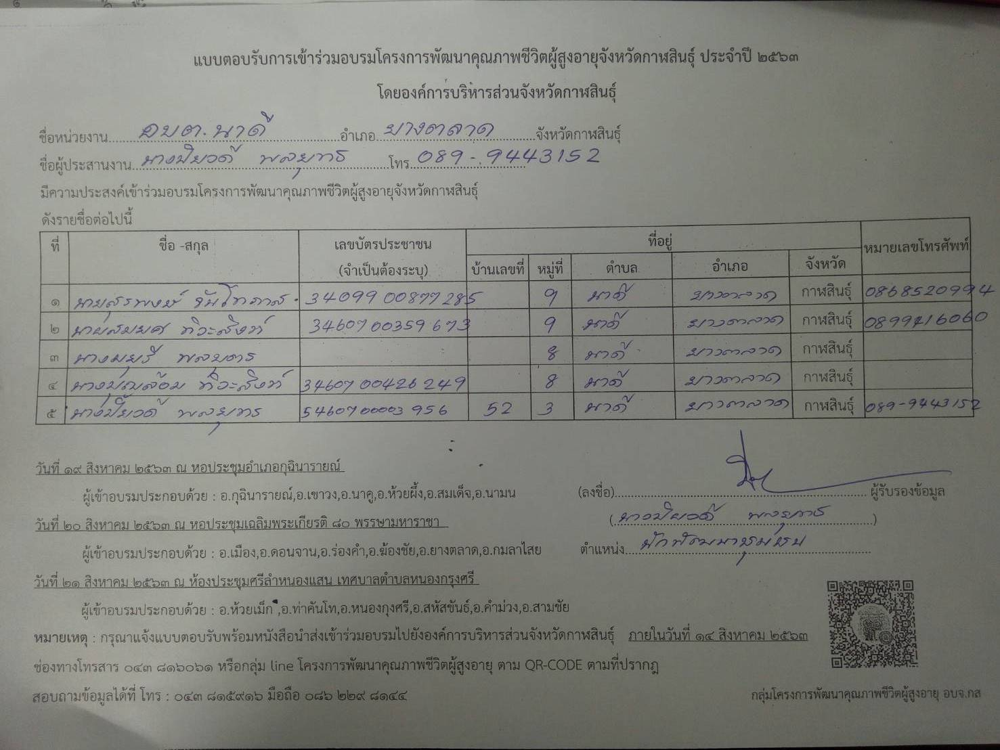 แบบตอบรับการเข้าร่วมอบรมโครงการพัฒนาคุณภาพชีวิตผู้สูงอายุจังหวัดกาฬสินธุ์ ประจำปี ๒๕๖๓
โดยองค์การบริหารส่วนจังหวัดกาฬสินธุ์
ชื่อหน่วยงาน อบต.นาดี อำเภอ ยางตลาด จังหวัดกาฬสินธุ์
ชื่อผู้ประสานงาน นางปิยวดี พลยุทธ โทร 089-9443152
มีความประสงค์เข้าร่วมอบรมโครงการพัฒนาคุณภาพชีวิตผู้สูงอายุจังหวัดกาฬสินธุ์
ดังรายชื่อต่อไปนี้
ที่ ชื่อ -สกุล เลขบัตรประชาชน (จำเป็นต้องระบุ) ที่อยู่ หมายเลขโทรศัพท์
บ้านเลขที่ หมู่ที่ ตำบล อำเภอ จังหวัด
๑ นายสุรพงษ์ 3409900877285 9 นาดี ยางตลาด กาฬสินธุ์ 0868520994
๒ นายสมยศ ทิวะสิงห์ 3460700359673 9 นาดี ยางตลาด กาฬสินธุ์ 0899416060
๓ นางมยุรี 8 นาดี ยางตลาด กาฬสินธุ์
๔ นางบุญล้อม ทิวะสิงห์ 3460700426249 8 นาดี ยางตลาด กาฬสินธุ์
๕ นางปิยวดี พลยุทธ 546070003956 52 3 นาดี ยางตลาด กาฬสินธุ์ 089-9443152
วันที่ ๑๙ สิงหาคม ๒๕๖๓ ณ หอประชุมอำเภอกุฉินารายณ์
ผู้เข้าอบรมประกอบด้วย : อ.กุฉินารายณ์,อ.เขาวง,อ.นาคู,อ.ห้วยผึ้ง,อ.สมเด็จ,อ.นามน (ลงชื่อ) ผู้รับรองข้อมูล
วันที่ ๒๐ สิงหาคม ๒๕๖๓ ณ หอประชุมเฉลิมพระเกียรติ ๘๐ พรรษามหาราชา (นางปิยวดี พลยุทธ)
ผู้เข้าอบรมประกอบด้วย : อ.เมือง,อ.ดอนจาน,อ.ร่องคำ,อ.ฆ้องชัย,อ.ยางตลาด,อ.กมลาไสย ตำแหน่ง นักพัฒนาชุมชน
วันที่ ๒๑ สิงหาคม ๒๕๖๓ ณ ห้องประชุมศรีลำหนองแสน เทศบาลตำบลหนองกรุงศรี
ผู้เข้าอบรมประกอบด้วย : อ.ห้วยเม็ก ,อ.ท่าคันโท,อ.หนองกุงศรี,อ.สหัสขันธ์,อ.คำม่วง,อ.สามชัย
หมายเหตุ : กรุณาแจ้งแบบตอบรับพร้อมหนังสือนำส่งเข้าร่วมอบรมไปยังองค์การบริหารส่วนจังหวัดกาฬสินธุ์ ภายในวันที่ ๑๔ สิงหาคม ๒๕๖๓
ช่องทางโทรสาร ๐๔๓ ๘๑๖๐๖๑ หรือกลุ่ม line โครงการพัฒนาคุณภาพชีวิตผู้สูงอายุ ตาม QR-CODE ตามที่ปรากฎ
สอบถามข้อมูลได้ที่ โทร : ๐๔๓ ๘๑๕๙๑๖ มือถือ ๐๘๖ ๒๒๙ ๘๑๔๔
กลุ่มโครงการพัฒนาคุณภาพชีวิตผู้สูงอายุ อบจ.กส